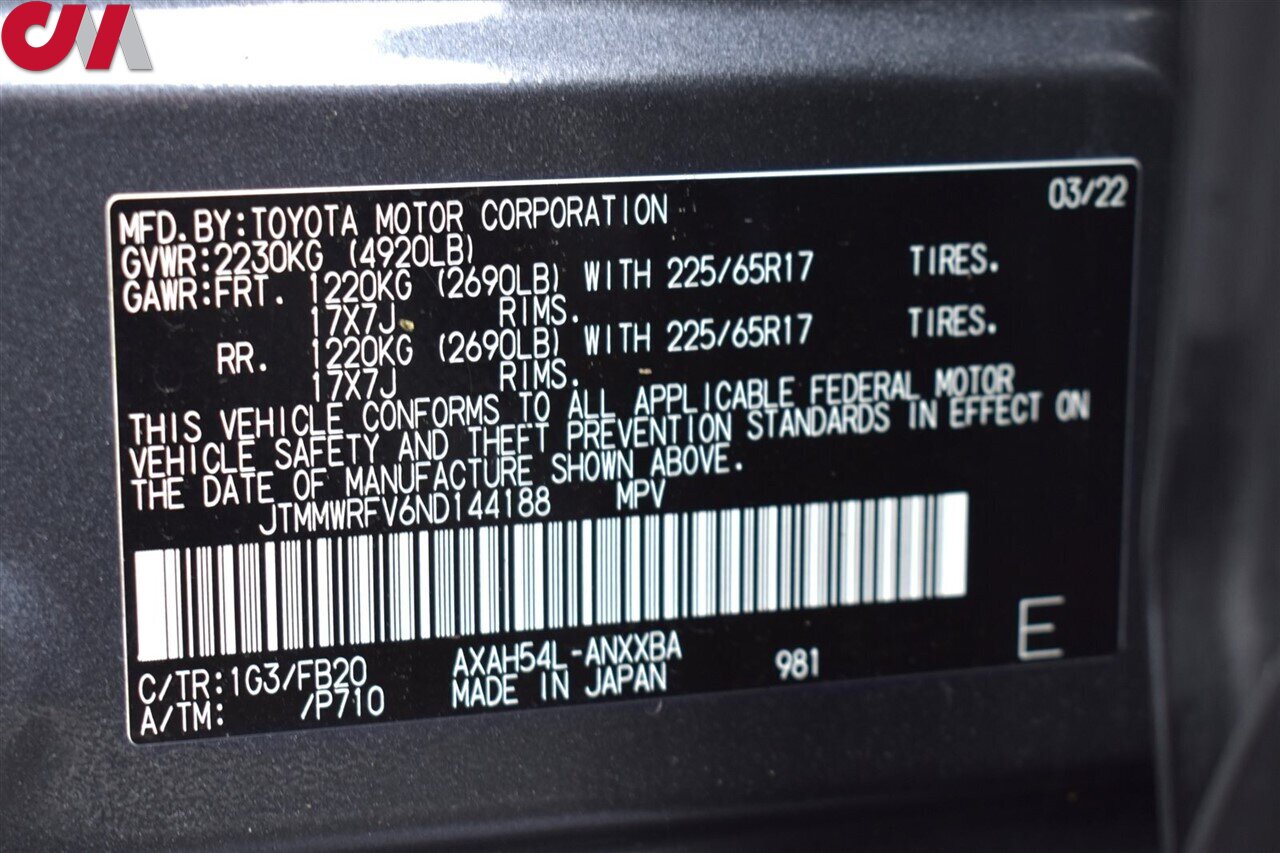 CM
03/22
MFD.BY:TOYOTA MOTOR CORPORATION
GVWR:2230KG (4920LB)
GAWR:FRT. 1220KG (2690LB) WITH 225/65R17 TIRES.
17X7J RIMS.
RR. 1220KG (2690LB) WITH 225/65R17 TIRES.
17X7J RIMS.
THIS VEHICLE CONFORMS TO ALL APPLICABLE FEDERAL MOTOR
VEHICLE SAFETY AND THEFT PREVENTION STANDARDS IN EFFECT ON
THE DATE OF MANUFACTURE SHOWN ABOVE.
JTMMWRFV6ND144188 MPV
E
C/TR:1G3/FB20 AXAH54L-ANXXBA 981
A/TM: /P710 MADE IN JAPAN